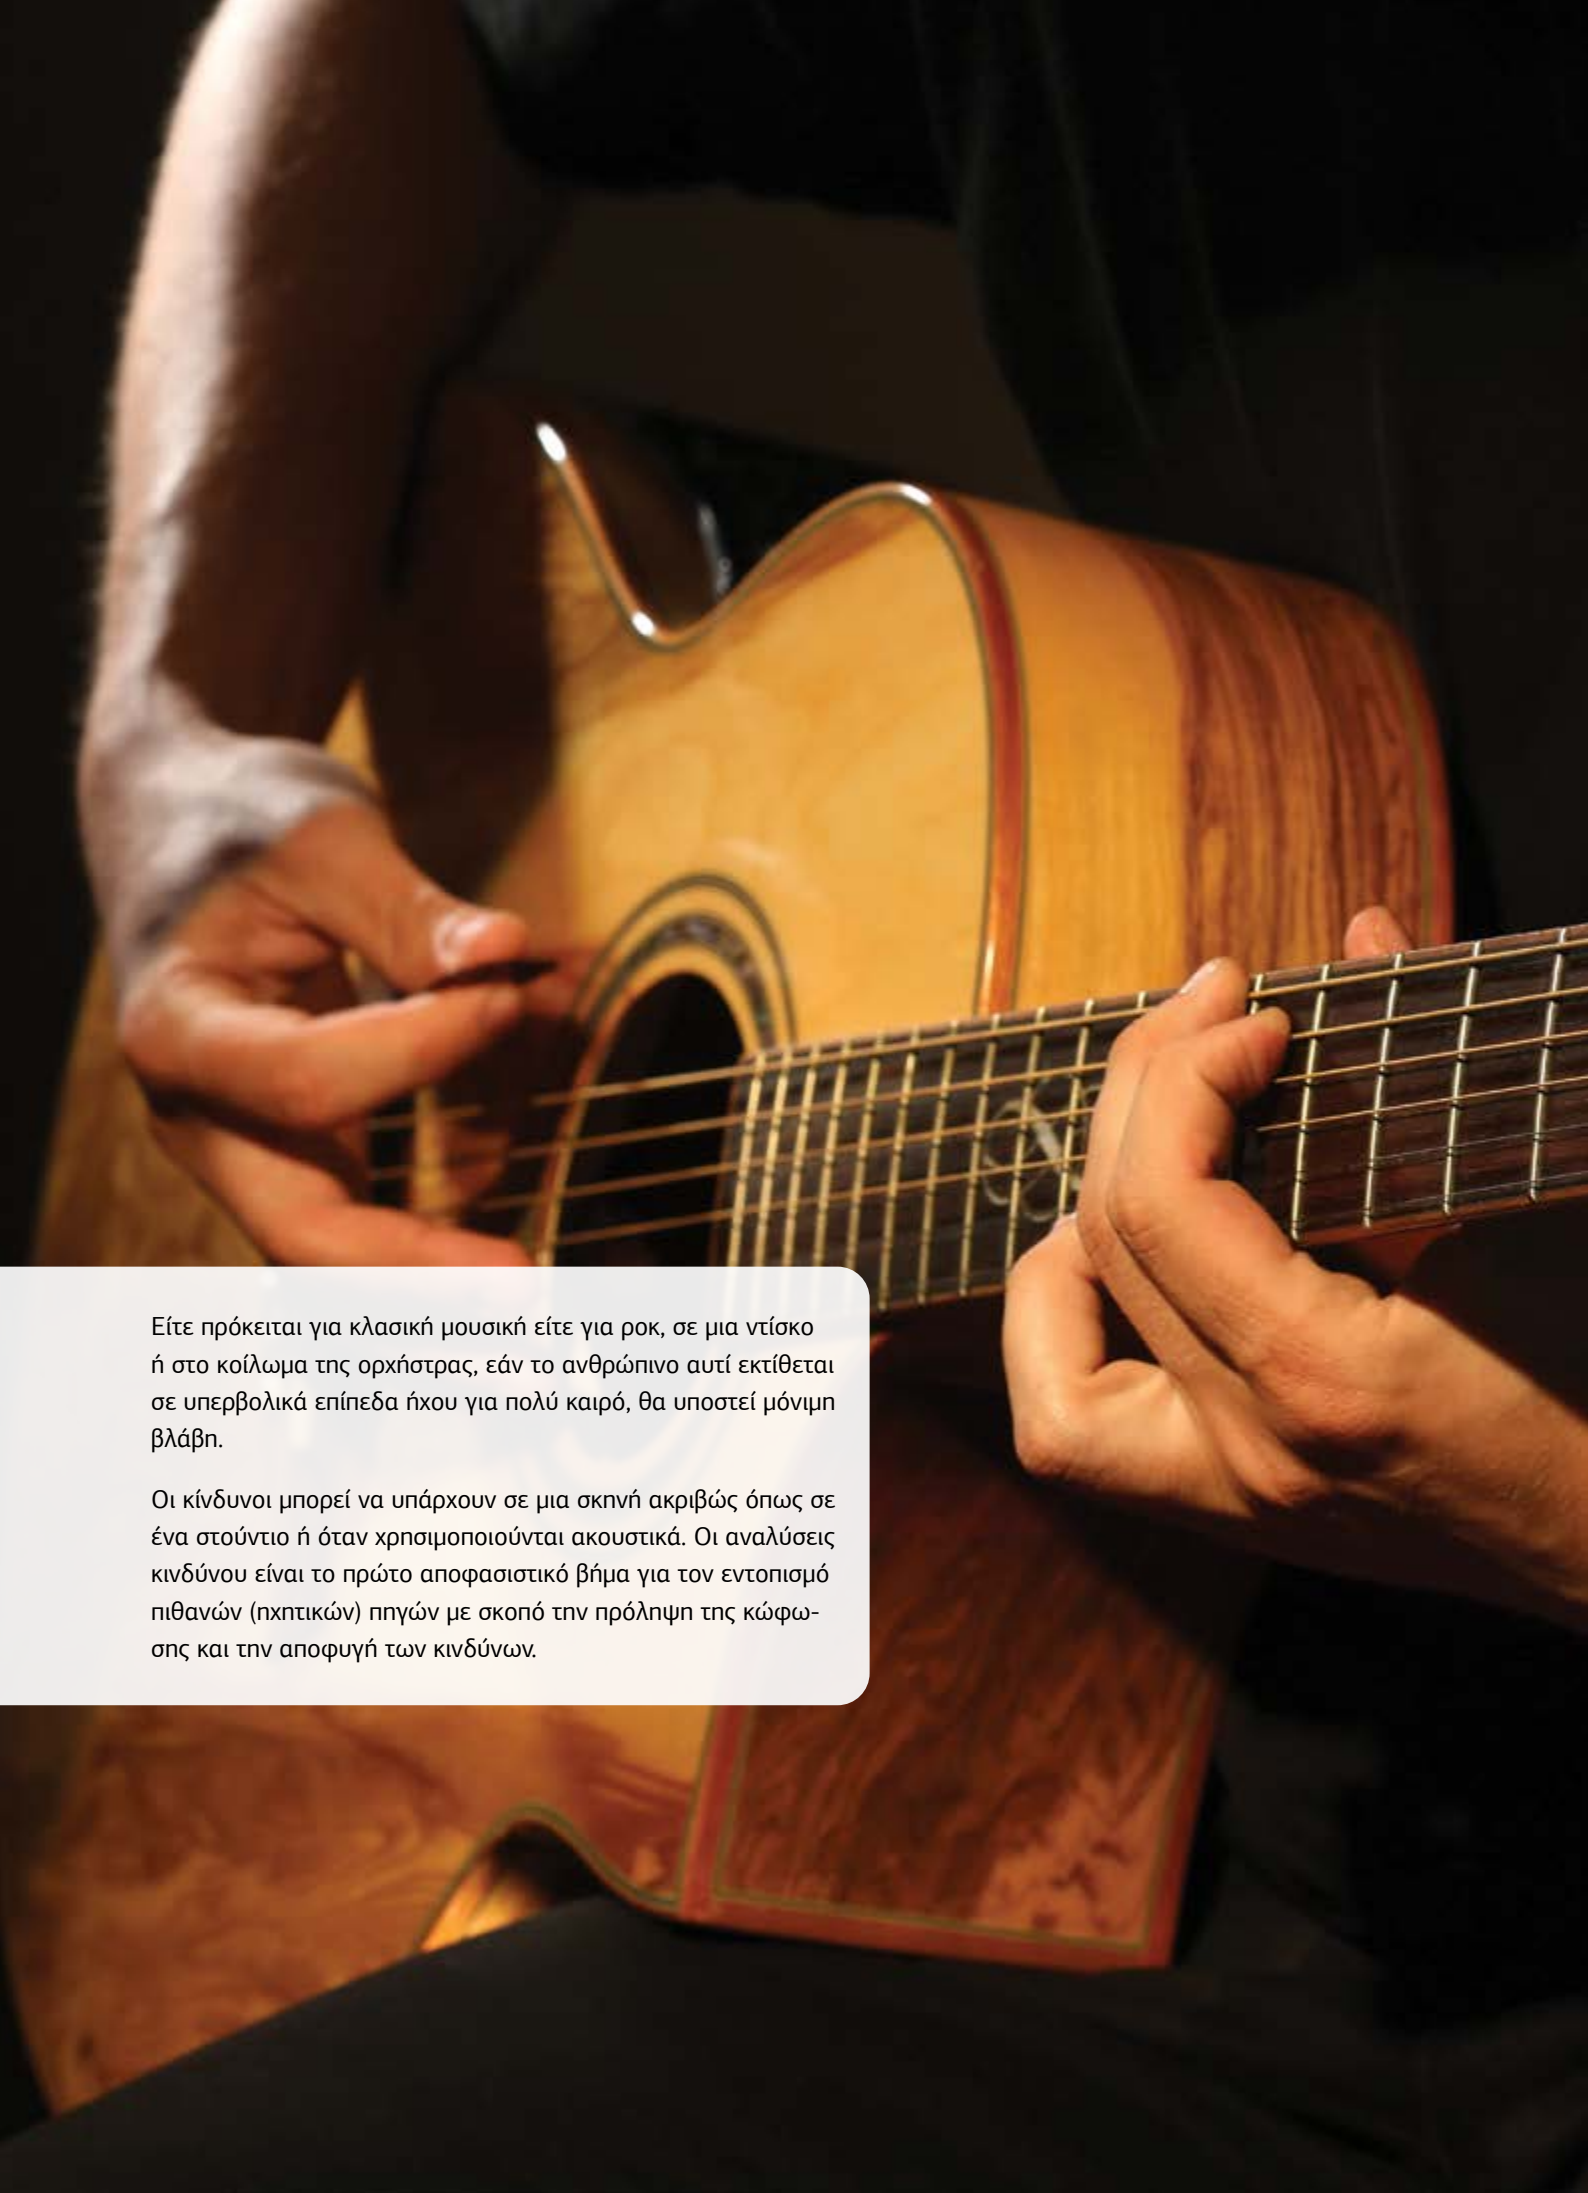 Είτε πρόκειται για κλασική μουσική είτε για ροκ, σε μια ντίσκο
ή στο κοίλωμα της ορχήστρας, εάν το ανθρώπινο αυτί εκτίθεται
σε υπερβολικά επίπεδα ήχου για πολύ καιρό, θα υποστεί μόνιμη
βλάβη.
Οι κίνδυνοι μπορεί να υπάρχουν σε μια σκηνή ακριβώς όπως σε
ένα στούντιο ή όταν χρησιμοποιούνται ακουστικά. Οι αναλύσεις
κινδύνου είναι το πρώτο αποφασιστικό βήμα για τον εντοπισμό
πιθανών (ηχητικών) πηγών με σκοπό την πρόληψη της κώφω-
σης και την αποφυγή των κινδύνων.